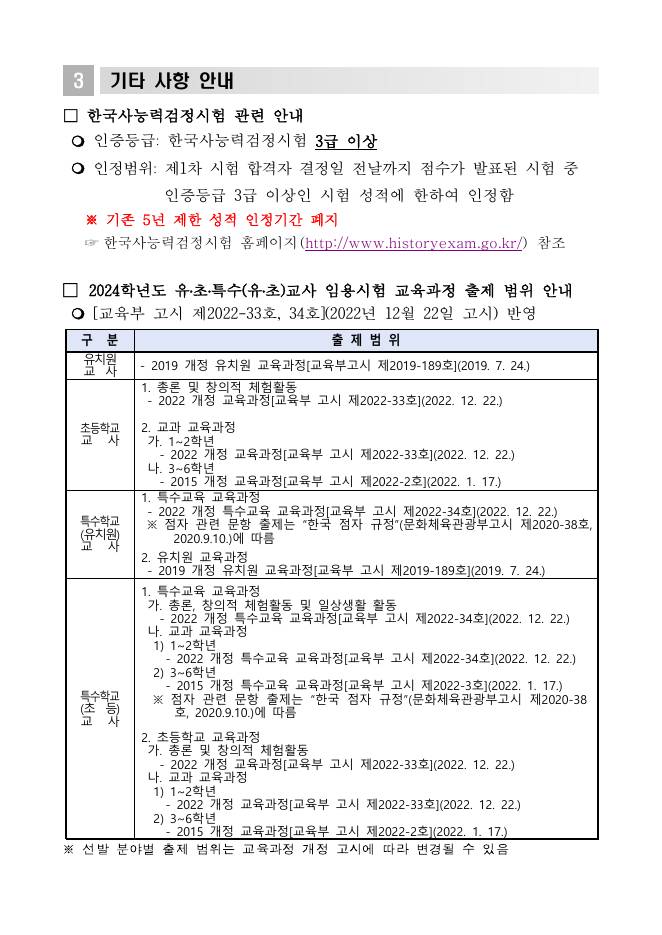 3 기타 사항 안내
□ 한국사능력검정시험 관련 안내
❍ 인증등급: 한국사능력검정시험 3급 이상
❍ 인정범위: 제1차 시험 합격자 결정일 전날까지 점수가 발표된 시험 중
인증등급 3급 이상인 시험 성적에 한하여 인정함
※ 기존 5년 제한 성적 인정기간 폐지
☞ 한국사능력검정시험 홈페이지(http://www.historyexam.go.kr/) 참조
□ 2024학년도 유·초·특수(유·초)교사 임용시험 교육과정 출제 범위 안내
❍ [교육부 고시 제2022-33호, 34호](2022년 12월 22일 고시) 반영
구 분 출 제 범 위
유치원
교 사
- 2019 개정 유치원 교육과정[교육부고시 제2019-189호](2019. 7. 24.)
초등학교
교 사
1. 총론 및 창의적 체험활동
- 2022 개정 교육과정[교육부 고시 제2022-33호](2022. 12. 22.)
2. 교과 교육과정
가. 1~2학년
- 2022 개정 교육과정[교육부 고시 제2022-33호](2022. 12. 22.)
나. 3~6학년
- 2015 개정 교육과정[교육부 고시 제2022-2호](2022. 1. 17.)
특수학교
(유치원)
교 사
1. 특수교육 교육과정
- 2022 개정 특수교육 교육과정[교육부 고시 제2022-34호](2022. 12. 22.)
※ 점자 관련 문항 출제는 “한국 점자 규정”(문화체육관광부고시 제2020-38호,
2020.9.10.)에 따름
2. 유치원 교육과정
- 2019 개정 유치원 교육과정[교육부 고시 제2019-189호](2019. 7. 24.)
특수학교
(초 등)
교 사
1. 특수교육 교육과정
가. 총론, 창의적 체험활동 및 일상생활 활동
- 2022 개정 특수교육 교육과정[교육부 고시 제2022-34호](2022. 12. 22.)
나. 교과 교육과정
1) 1~2학년
- 2022 개정 특수교육 교육과정[교육부 고시 제2022-34호](2022. 12. 22.)
2) 3~6학년
- 2015 개정 특수교육 교육과정[교육부 고시 제2022-3호](2022. 1. 17.)
※ 점자 관련 문항 출제는 “한국 점자 규정”(문화체육관광부고시 제2020-38
호, 2020.9.10.)에 따름
2. 초등학교 교육과정
가. 총론 및 창의적 체험활동
- 2022 개정 교육과정[교육부 고시 제2022-33호](2022. 12. 22.)
나. 교과 교육과정
1) 1~2학년
- 2022 개정 교육과정[교육부 고시 제2022-33호](2022. 12. 22.)
2) 3~6학년
- 2015 개정 교육과정[교육부 고시 제2022-2호](2022. 1. 17.)
※ 선발 분야별 출제 범위는 교육과정 개정 고시에 따라 변경될 수 있음